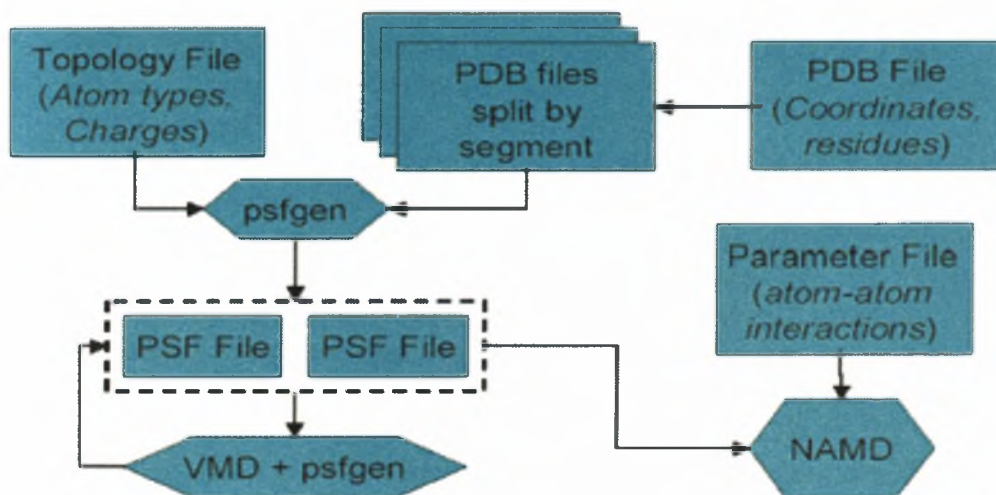 Topology File
(Atom types,
Charges)
PDB files
split by
segment
PDB File
(Coordinates,
residues)
psfgen
Parameter File
(atom-atom
interactions)
PSF File
PSF File
VMD + psfgen
NAMD